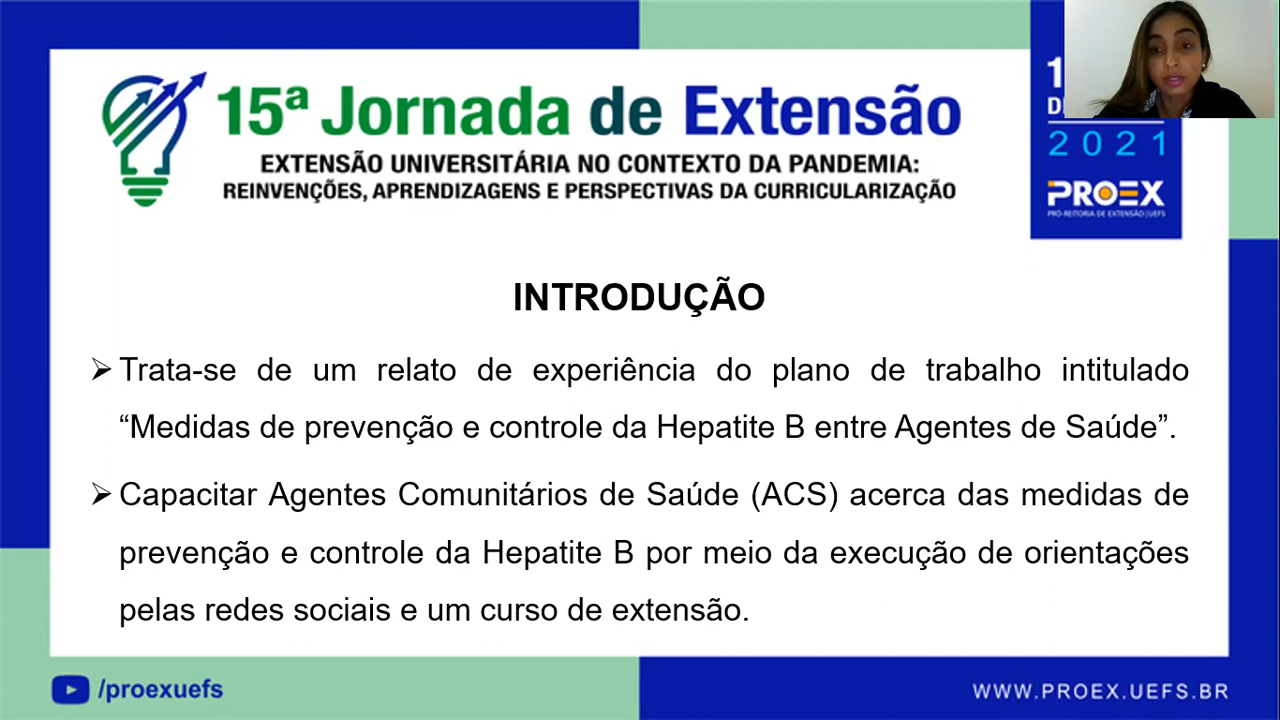 15ª Jornada de Extensão
EXTENSÃO UNIVERSITÁRIA NO CONTEXTO DA PANDEMIA:
REINVENÇÕES, APRENDIZAGENS E PERSPECTIVAS DA CURRICULARIZAÇÃO
2021
PROEX
PRÓ-REITORIA DE EXTENSÃO | UEFS
INTRODUÇÃO
➢ Trata-se de um relato de experiência do plano de trabalho intitulado
“Medidas de prevenção e controle da Hepatite B entre Agentes de Saúde”.
➢ Capacitar Agentes Comunitários de Saúde (ACS) acerca das medidas de
prevenção e controle da Hepatite B por meio da execução de orientações
pelas redes sociais e um curso de extensão.
/proexuefs
WWW.PROEX.UEFS.BR